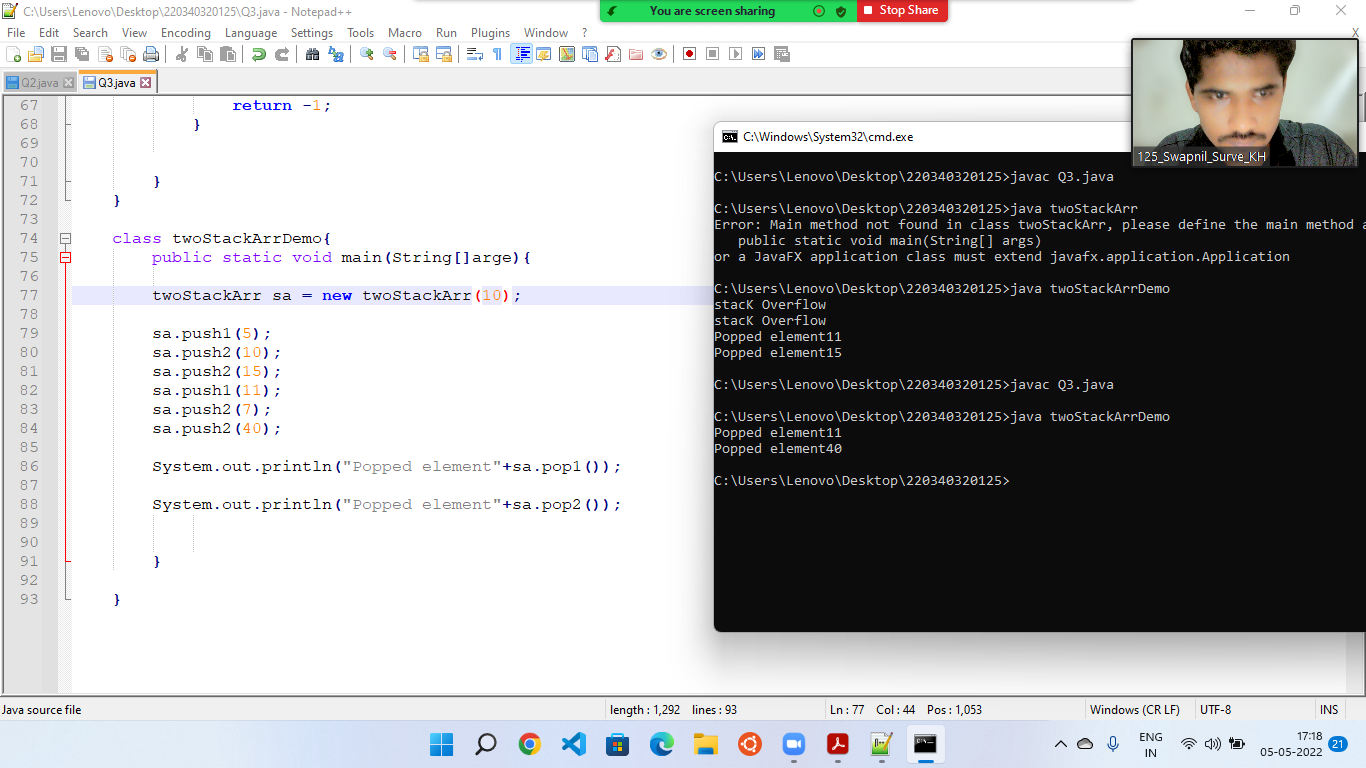 C:\Users\Lenovo\Desktop\220340320125\Q3.java - Notepad++
You are screen sharing
Stop Share
File Edit Search View Encoding Language Settings Tools Macro Run Plugins Window ?
X
Q2.java Q3.java
67 return -1;
68 }
69
70
71 }
72 }
73
74 class twoStackArrDemo{
75 public static void main(String[]arge){
76
77 twoStackArr sa = new twoStackArr(10);
78
79 sa.push1(5);
80 sa.push2(10);
81 sa.push2(15);
82 sa.push1(11);
83 sa.push2(7);
84 sa.push2(40);
85
86 System.out.println("Popped element"+sa.pop1());
87
88 System.out.println("Popped element"+sa.pop2());
89
90
91 }
92
93 }
125_Swapnil_Surve_KH
C:\Windows\System32\cmd.exe
C:\Users\Lenovo\Desktop\220340320125>javac Q3.java
C:\Users\Lenovo\Desktop\220340320125>java twoStackArr
Error: Main method not found in class twoStackArr, please define the main method a
public static void main(String[] args)
or a JavaFX application class must extend javafx.application.Application
C:\Users\Lenovo\Desktop\220340320125>java twoStackArrDemo
stacK Overflow
stacK Overflow
Popped element11
Popped element15
C:\Users\Lenovo\Desktop\220340320125>javac Q3.java
C:\Users\Lenovo\Desktop\220340320125>java twoStackArrDemo
Popped element11
Popped element40
C:\Users\Lenovo\Desktop\220340320125>
Java source file length : 1,292 lines : 93 Ln : 77 Col : 44 Pos : 1,053 Windows (CR LF) UTF-8 INS
ENG
IN
17:18
05-05-2022
21